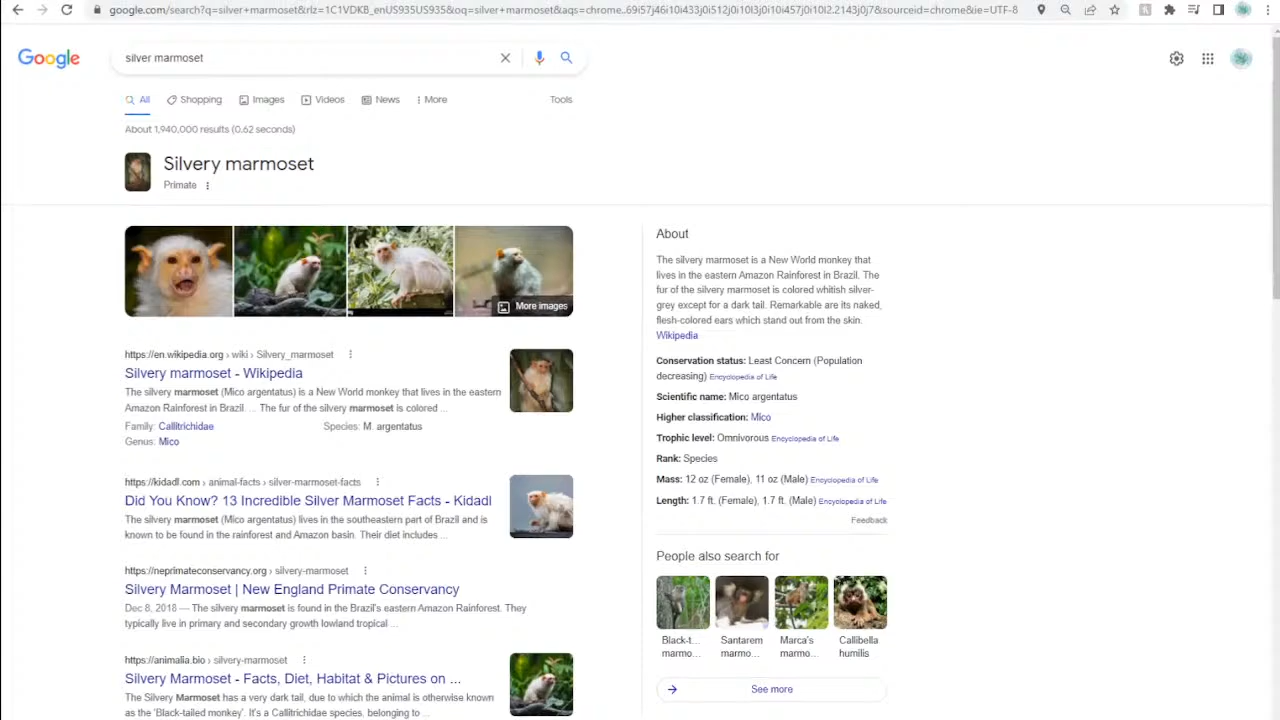 google.com/search?q=silver+marmoset&rlz=1C1VDKB_enUS935US935&oq=silver+marmoset&aqs=chrome..69i57j46i10i433j0i512j0i10l3j0i10i457j0i10l2.2143j0j7&sourceid=chrome&ie=UTF-8
Google
silver marmoset
All Shopping Images Videos News More Tools
About 1,940,000 results (0.62 seconds)
Silvery marmoset
Primate
More images
https://en.wikipedia.org › wiki › Silvery_marmoset
Silvery marmoset - Wikipedia
The silvery marmoset (Mico argentatus) is a New World monkey that lives in the eastern
Amazon Rainforest in Brazil. ... The fur of the silvery marmoset is colored ...
Family: Callitrichidae Species: M. argentatus
Genus: Mico
https://kidadl.com › animal-facts › silver-marmoset-facts
Did You Know? 13 Incredible Silver Marmoset Facts - Kidadl
The silvery marmoset (Mico argentatus) lives in the southeastern part of Brazil and is
known to be found in the rainforest and Amazon basin. Their diet includes ...
https://neprimateconservancy.org › silvery-marmoset
Silvery Marmoset | New England Primate Conservancy
Dec 8, 2018 — The silvery marmoset is found in the Brazil's eastern Amazon Rainforest. They
typically live in primary and secondary growth lowland tropical ...
https://animalia.bio › silvery-marmoset
Silvery Marmoset - Facts, Diet, Habitat & Pictures on ...
The Silvery Marmoset has a very dark tail, due to which the animal is otherwise known
as the 'Black-tailed monkey'. It's a Callitrichidae species, belonging to ...
About
The silvery marmoset is a New World monkey that
lives in the eastern Amazon Rainforest in Brazil. The
fur of the silvery marmoset is colored whitish silver-
grey except for a dark tail. Remarkable are its naked,
flesh-colored ears which stand out from the skin.
Wikipedia
Conservation status: Least Concern (Population
decreasing) Encyclopedia of Life
Scientific name: Mico argentatus
Higher classification: Mico
Trophic level: Omnivorous Encyclopedia of Life
Rank: Species
Mass: 12 oz (Female), 11 oz (Male) Encyclopedia of Life
Length: 1.7 ft. (Female), 1.7 ft. (Male) Encyclopedia of Life
Feedback
People also search for
Black-t... Santarem Marca's Callibella
marmo... marmo... marmo... humilis
See more